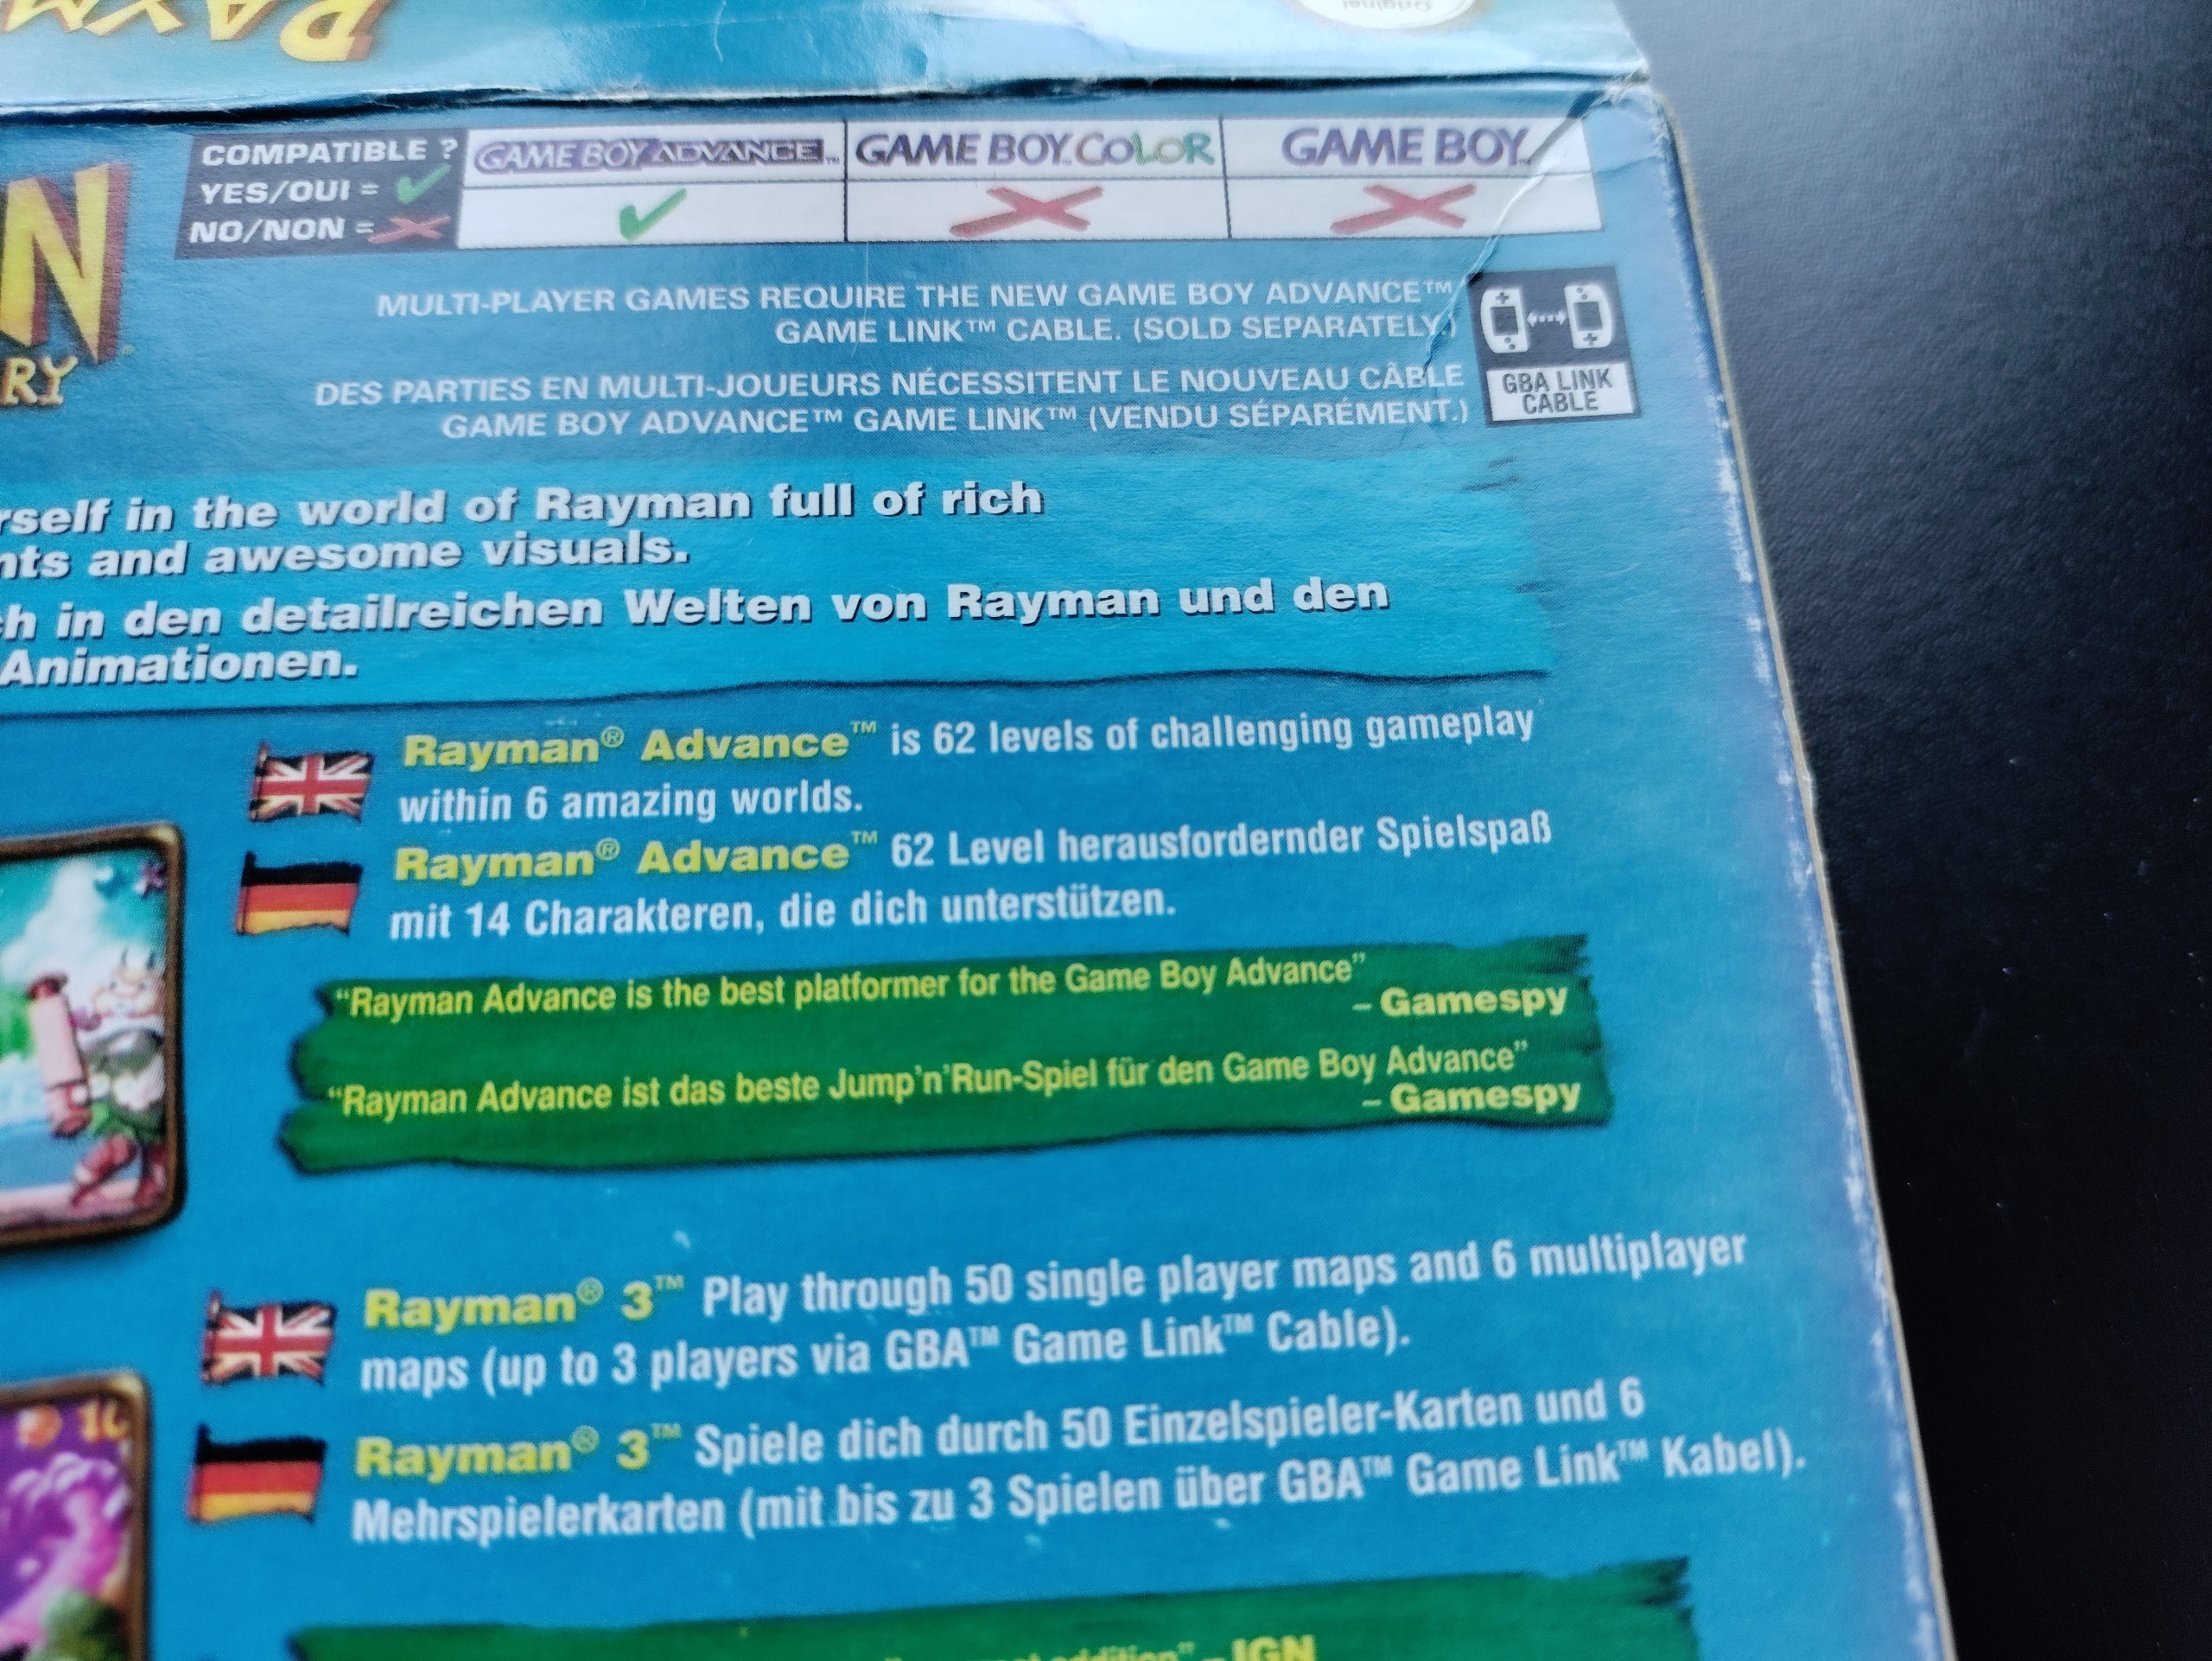 Original
RAYM
COMPATIBLE ?
YES/OUI =
NO/NON =
GAME BOY ADVANCE™
GAME BOY COLOR
GAME BOY™
MULTI-PLAYER GAMES REQUIRE THE NEW GAME BOY ADVANCE™
GAME LINK™ CABLE. (SOLD SEPARATELY.)
DES PARTIES EN MULTI-JOUEURS NÉCESSITENT LE NOUVEAU CÂBLE
GAME BOY ADVANCE™ GAME LINK™ (VENDU SÉPARÉMENT.)
GBA LINK
CABLE
N
RY
rself in the world of Rayman full of rich
nts and awesome visuals.
ch in den detailreichen Welten von Rayman und den
Animationen.
Rayman® Advance™ is 62 levels of challenging gameplay
within 6 amazing worlds.
Rayman® Advance™ 62 Level herausfordernder Spielspaß
mit 14 Charakteren, die dich unterstützen.
“Rayman Advance is the best platformer for the Game Boy Advance”
– Gamespy
“Rayman Advance ist das beste Jump’n’Run-Spiel für den Game Boy Advance”
– Gamespy
Rayman® 3™ Play through 50 single player maps and 6 multiplayer
maps (up to 3 players via GBA™ Game Link™ Cable).
Rayman® 3™ Spiele dich durch 50 Einzelspieler-Karten und 6
Mehrspielerkarten (mit bis zu 3 Spielen über GBA™ Game Link™ Kabel).
addition” – IGN